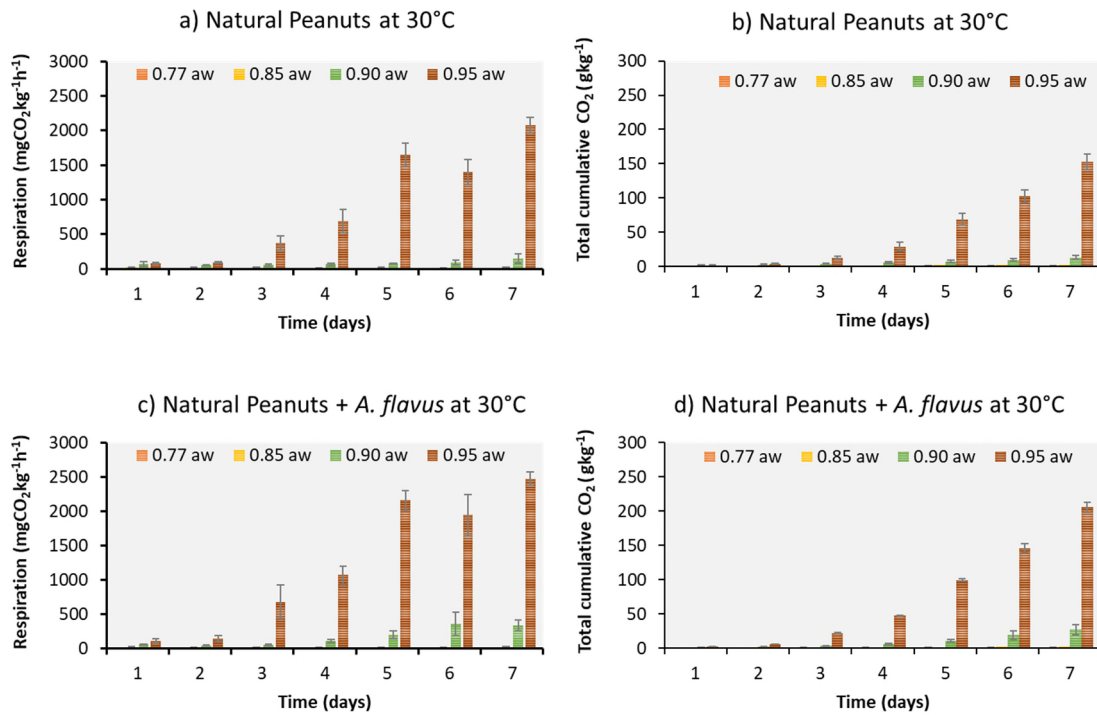 a) Natural Peanuts at 30°C
Respiration (mgCO₂kg⁻¹h⁻¹)
3000
2500
2000
1500
1000
500
0
0.77 aw 0.85 aw 0.90 aw 0.95 aw
1 2 3 4 5 6 7
Time (days)
b) Natural Peanuts at 30°C
Total cumulative CO₂ (gkg⁻¹)
300
250
200
150
100
50
0
0.77 aw 0.85 aw 0.90 aw 0.95 aw
1 2 3 4 5 6 7
Time (days)
c) Natural Peanuts + A. flavus at 30°C
Respiration (mgCO₂kg⁻¹h⁻¹)
3000
2500
2000
1500
1000
500
0
0.77 aw 0.85 aw 0.90 aw 0.95 aw
1 2 3 4 5 6 7
Time (days)
d) Natural Peanuts + A. flavus at 30°C
Total cumulative CO₂ (gkg⁻¹)
300
250
200
150
100
50
0
0.77 aw 0.85 aw 0.90 aw 0.95 aw
1 2 3 4 5 6 7
Time (days)